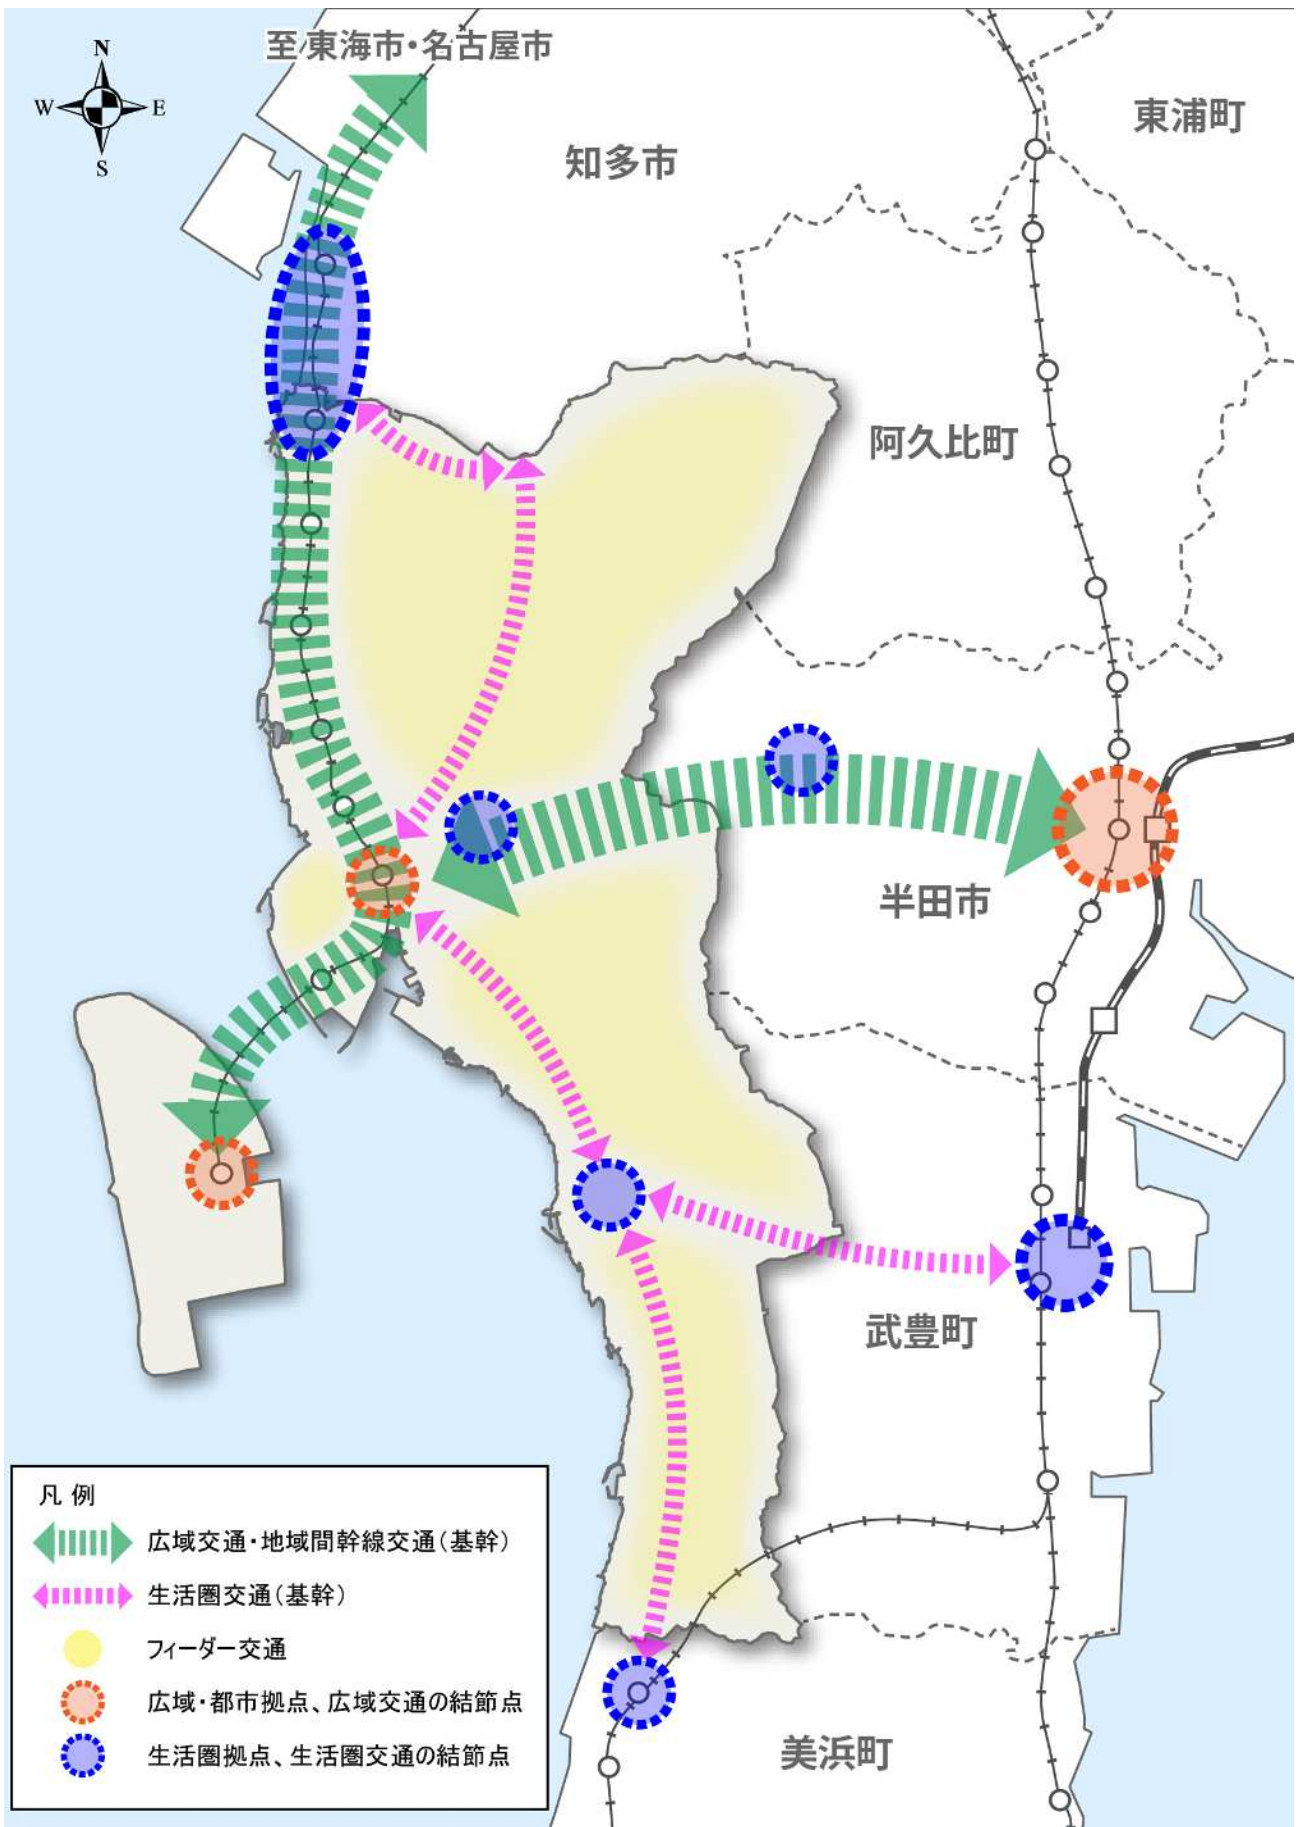 至 東海市・名古屋市
N
W E
S
東浦町
知多市
阿久比町
半田市
武豊町
美浜町
凡 例
広域交通・地域間幹線交通(基幹)
生活圏交通(基幹)
フィーダー交通
広域・都市拠点、広域交通の結節点
生活圏拠点、生活圏交通の結節点